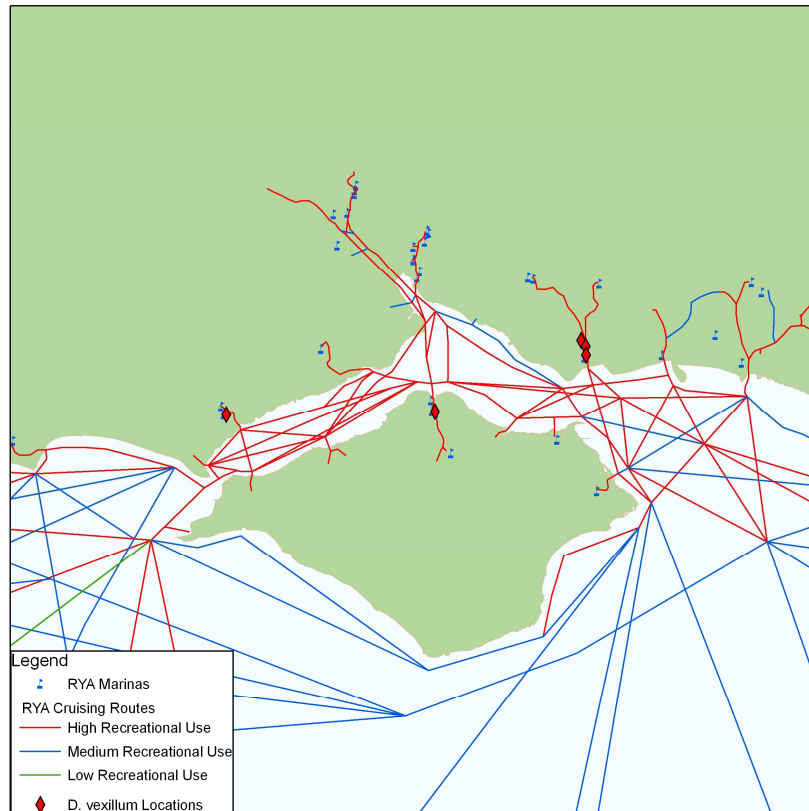 Legend
RYA Marinas
RYA Cruising Routes
High Recreational Use
Medium Recreational Use
Low Recreational Use
D. vexillum Locations